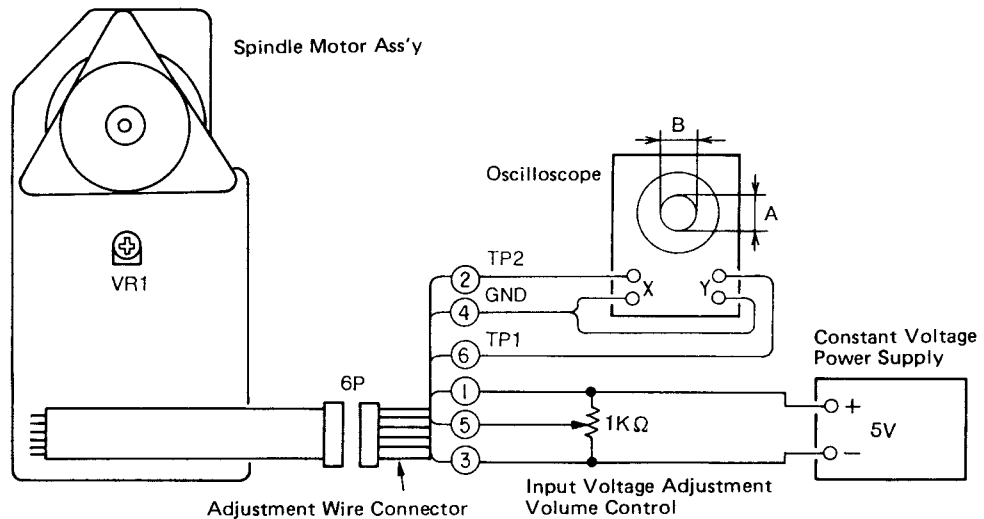 Spindle Motor Ass'y
B
Oscilloscope
A
VR1
2 TP2
X Y
4 GND
6 TP1
Constant Voltage
Power Supply
6P
1
+
5
1KΩ
5V
3
−
Adjustment Wire Connector
Input Voltage Adjustment
Volume Control